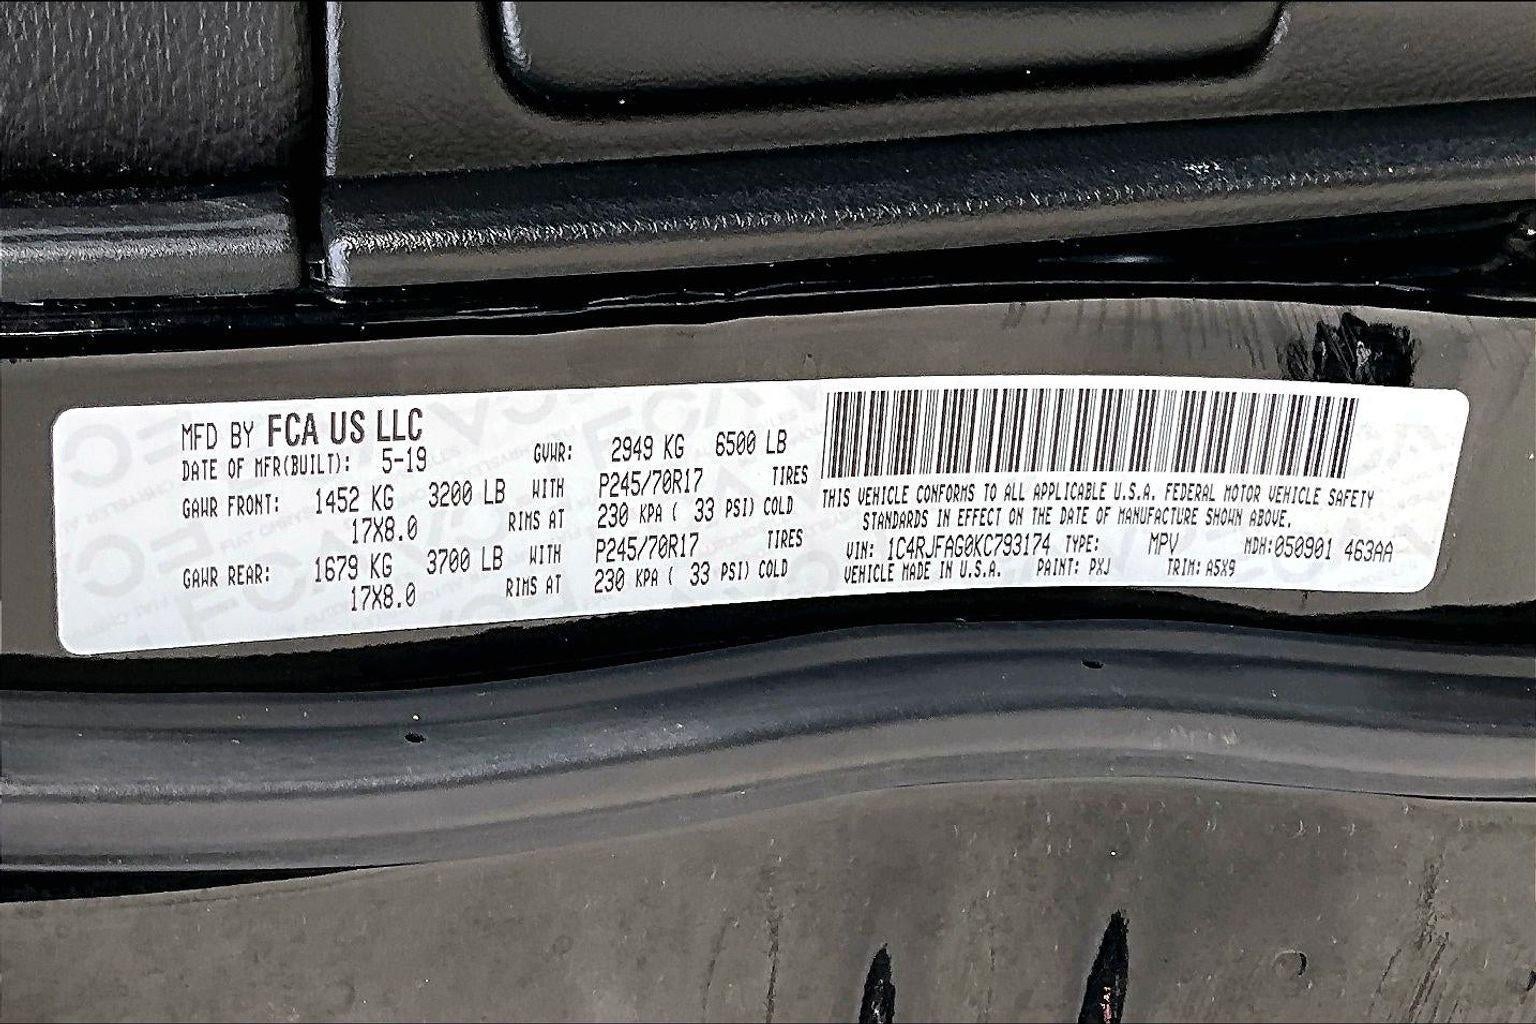 MFD BY FCA US LLC
DATE OF MFR(BUILT): 5-19 GVWR: 2949 KG 6500 LB
GAWR FRONT: 1452 KG 3200 LB WITH P245/70R17 TIRES
17X8.0 RIMS AT 230 KPA ( 33 PSI) COLD
GAWR REAR: 1679 KG 3700 LB WITH P245/70R17 TIRES
17X8.0 RIMS AT 230 KPA ( 33 PSI) COLD
THIS VEHICLE CONFORMS TO ALL APPLICABLE U.S.A. FEDERAL MOTOR VEHICLE SAFETY
STANDARDS IN EFFECT ON THE DATE OF MANUFACTURE SHOWN ABOVE.
VIN: 1C4RJFAG0KC793174 TYPE: MPV MDH:050901 463AA
VEHICLE MADE IN U.S.A. PAINT: PXJ TRIM: A5X9